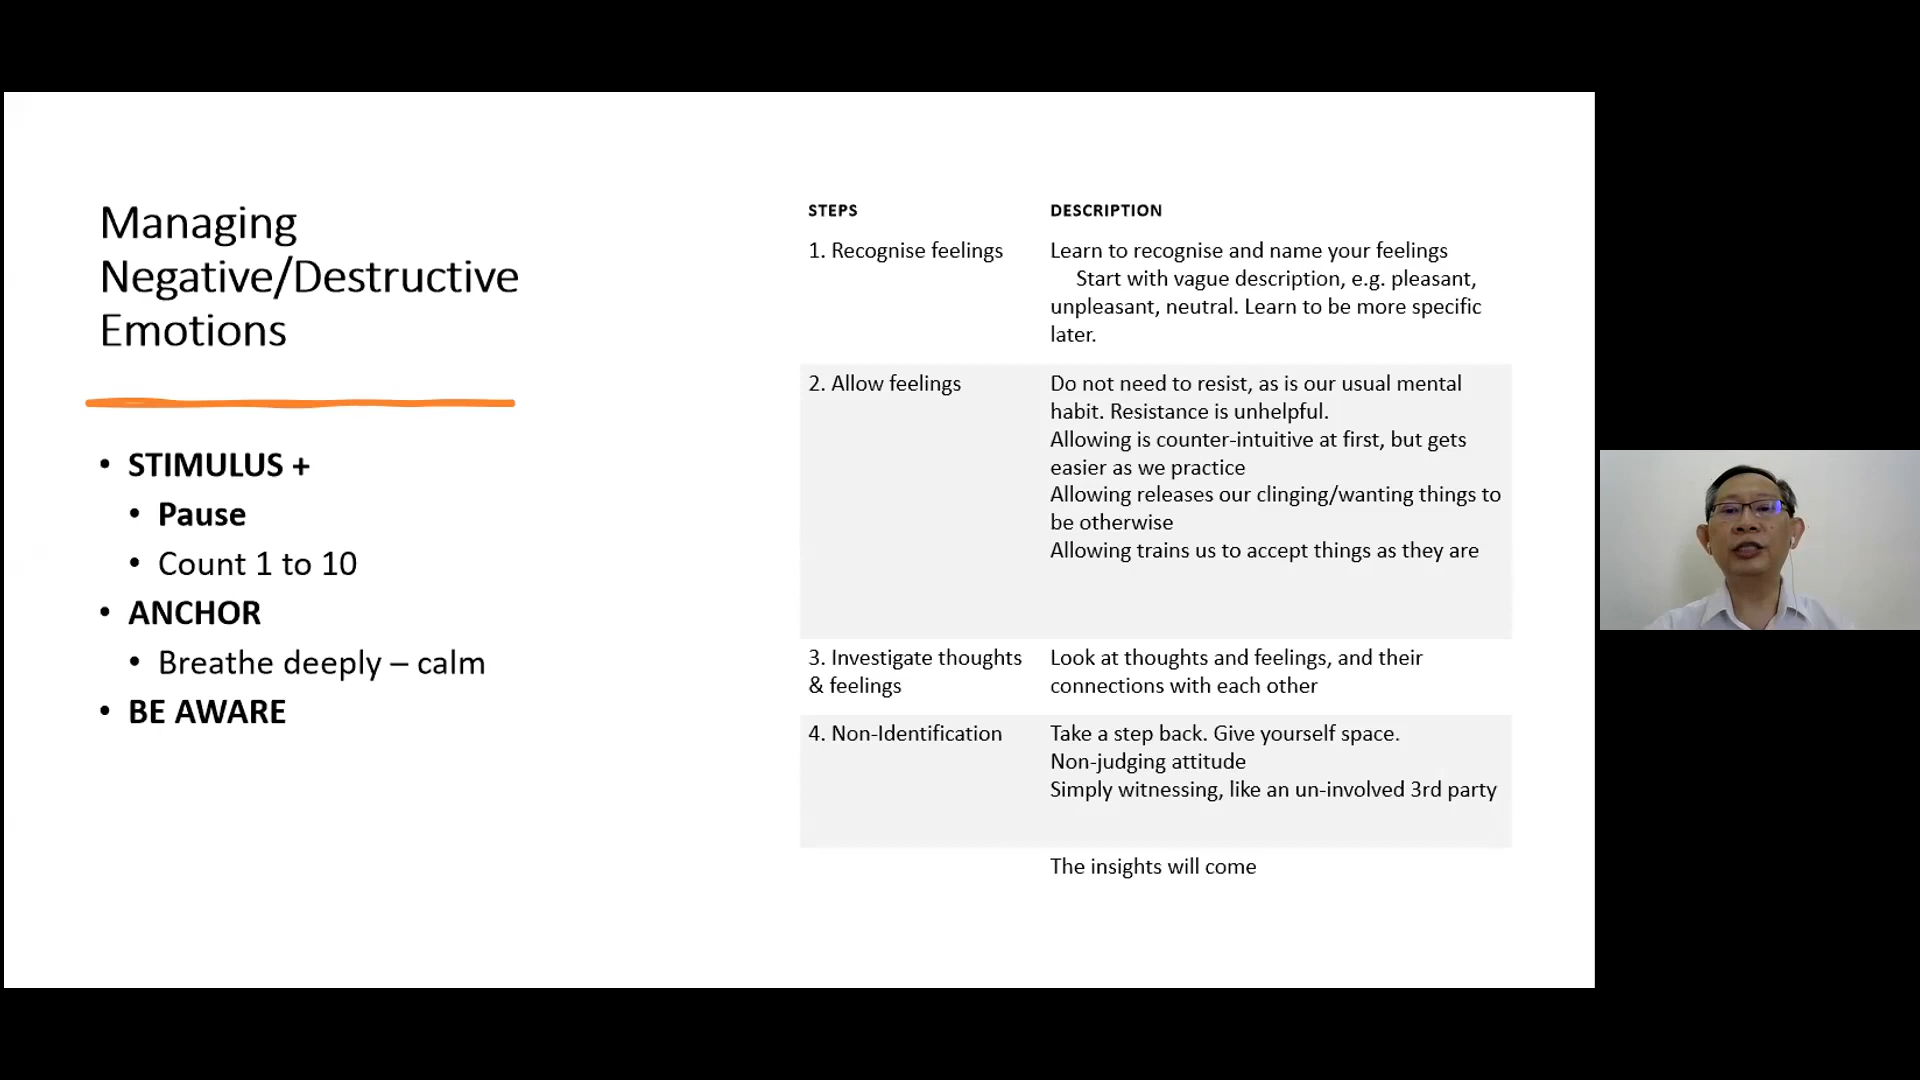 Managing
Negative/Destructive
Emotions
• STIMULUS +
• Pause
• Count 1 to 10
• ANCHOR
• Breathe deeply – calm
• BE AWARE
STEPS DESCRIPTION
1. Recognise feelings Learn to recognise and name your feelings
Start with vague description, e.g. pleasant,
unpleasant, neutral. Learn to be more specific
later.
2. Allow feelings Do not need to resist, as is our usual mental
habit. Resistance is unhelpful.
Allowing is counter-intuitive at first, but gets
easier as we practice
Allowing releases our clinging/wanting things to
be otherwise
Allowing trains us to accept things as they are
3. Investigate thoughts Look at thoughts and feelings, and their
& feelings connections with each other
4. Non-Identification Take a step back. Give yourself space.
Non-judging attitude
Simply witnessing, like an un-involved 3rd party
The insights will come